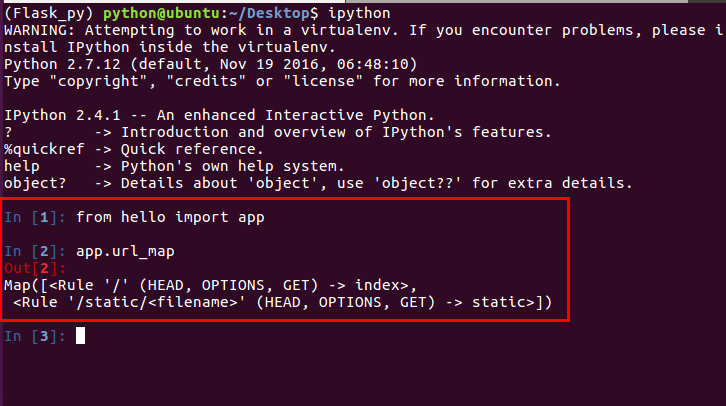 (Flask_py) python@ubuntu:~/Desktop$ ipython
WARNING: Attempting to work in a virtualenv. If you encounter problems, please i
nstall IPython inside the virtualenv.
Python 2.7.12 (default, Nov 19 2016, 06:48:10)
Type "copyright", "credits" or "license" for more information.
IPython 2.4.1 -- An enhanced Interactive Python.
?         -> Introduction and overview of IPython's features.
%quickref -> Quick reference.
help      -> Python's own help system.
object?   -> Details about 'object', use 'object??' for extra details.
In [1]: from hello import app
In [2]: app.url_map
Out[2]:
Map([<Rule '/' (HEAD, OPTIONS, GET) -> index>,
 <Rule '/static/<filename>' (HEAD, OPTIONS, GET) -> static>])
In [3]: